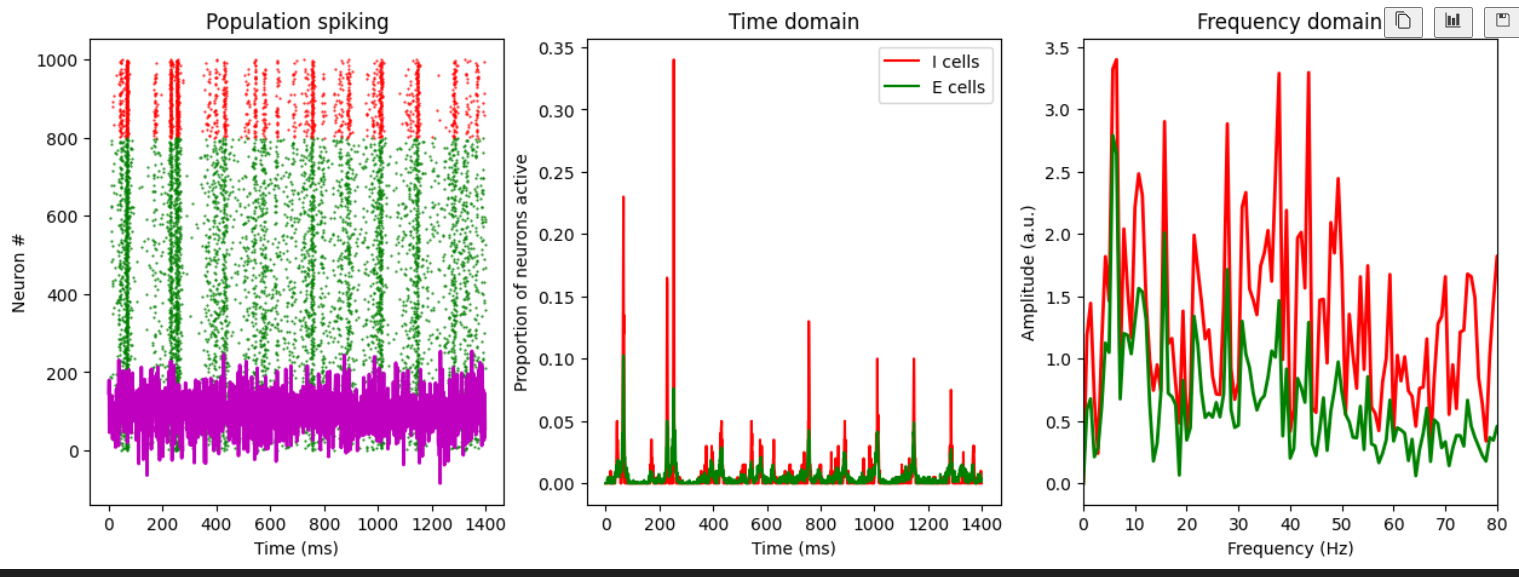 Population spiking
1000
800
600
400
200
0
Neuron #
0 200 400 600 800 1000 1200 1400
Time (ms)
Time domain
0.35
0.30
0.25
0.20
0.15
0.10
0.05
0.00
Proportion of neurons active
I cells
E cells
0 200 400 600 800 1000 1200 1400
Time (ms)
Frequency domain
3.5
3.0
2.5
2.0
1.5
1.0
0.5
0.0
Amplitude (a.u.)
0 10 20 30 40 50 60 70 80
Frequency (Hz)